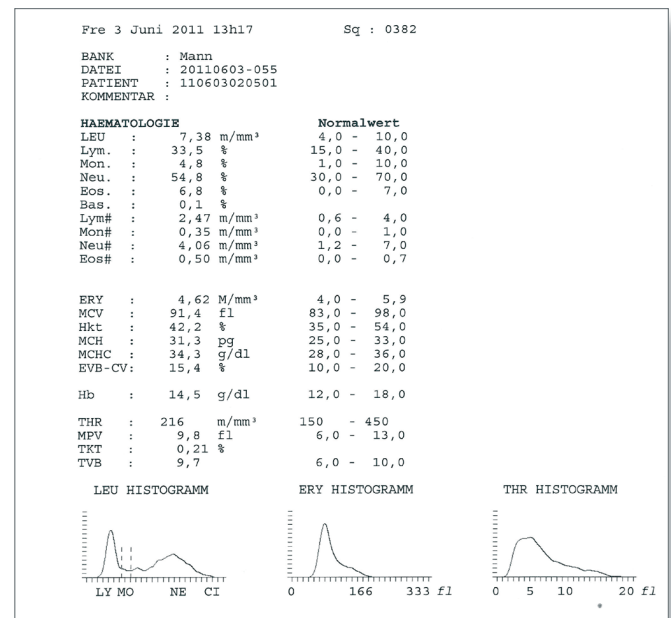 Fre 3 Juni 2011 13h17 Sq : 0382
BANK : Mann
DATEI : 20110603-055
PATIENT : 110603020501
KOMMENTAR :
HAEMATOLOGIE Normalwert
LEU : 7,38 m/mm³ 4,0 - 10,0
Lym. : 33,5 % 15,0 - 40,0
Mon. : 4,8 % 1,0 - 10,0
Neu. : 54,8 % 30,0 - 70,0
Eos. : 6,8 % 0,0 - 7,0
Bas. : 0,1 %
Lym# : 2,47 m/mm³ 0,6 - 4,0
Mon# : 0,35 m/mm³ 0,0 - 1,0
Neu# : 4,06 m/mm³ 1,2 - 7,0
Eos# : 0,50 m/mm³ 0,0 - 0,7
ERY : 4,62 M/mm³ 4,0 - 5,9
MCV : 91,4 fl 83,0 - 98,0
Hkt : 42,2 % 35,0 - 54,0
MCH : 31,3 pg 25,0 - 33,0
MCHC : 34,3 g/dl 28,0 - 36,0
EVB-CV: 15,4 % 10,0 - 20,0
Hb : 14,5 g/dl 12,0 - 18,0
THR : 216 m/mm³ 150 - 450
MPV : 9,8 fl 6,0 - 13,0
TKT : 0,21 %
TVB : 9,7 6,0 - 10,0
LEU HISTOGRAMM ERY HISTOGRAMM THR HISTOGRAMM
LY MO NE CI 0 166 333 fl 0 5 10 20 fl